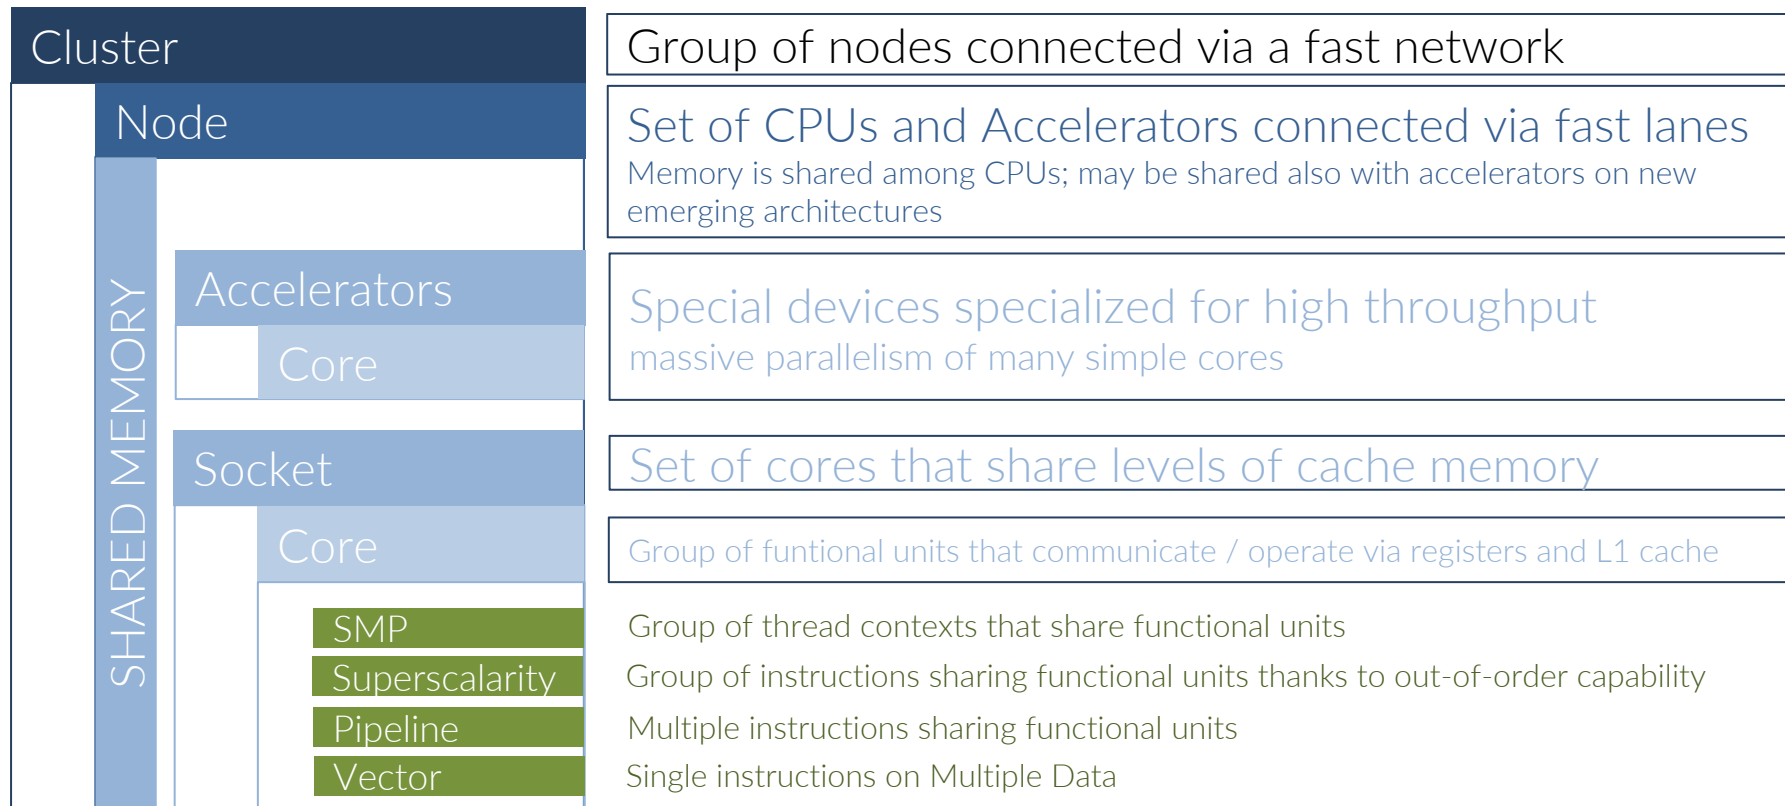 Cluster
Group of nodes connected via a fast network
Node
Set of CPUs and Accelerators connected via fast lanes
Memory is shared among CPUs; may be shared also with accelerators on new
emerging architectures
SHARED MEMORY
Accelerators
Special devices specialized for high throughput
Core
massive parallelism of many simple cores
Socket
Set of cores that share levels of cache memory
Core
Group of funtional units that communicate / operate via registers and L1 cache
SMP
Group of thread contexts that share functional units
Superscalarity
Group of instructions sharing functional units thanks to out-of-order capability
Pipeline
Multiple instructions sharing functional units
Vector
Single instructions on Multiple Data